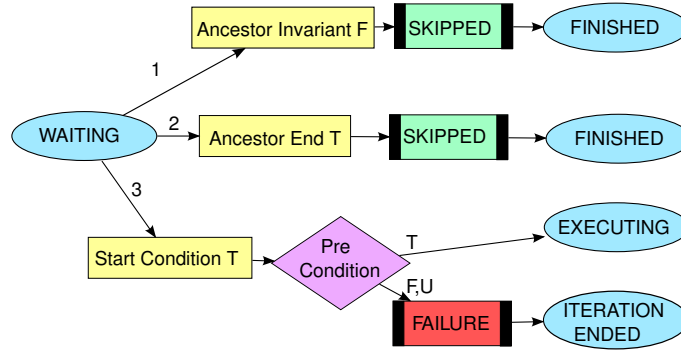 Ancestor Invariant F
SKIPPED
FINISHED
1
WAITING
2
Ancestor End T
SKIPPED
FINISHED
3
Start Condition T
Pre
Condition
T
EXECUTING
F,U
FAILURE
ITERATION
ENDED